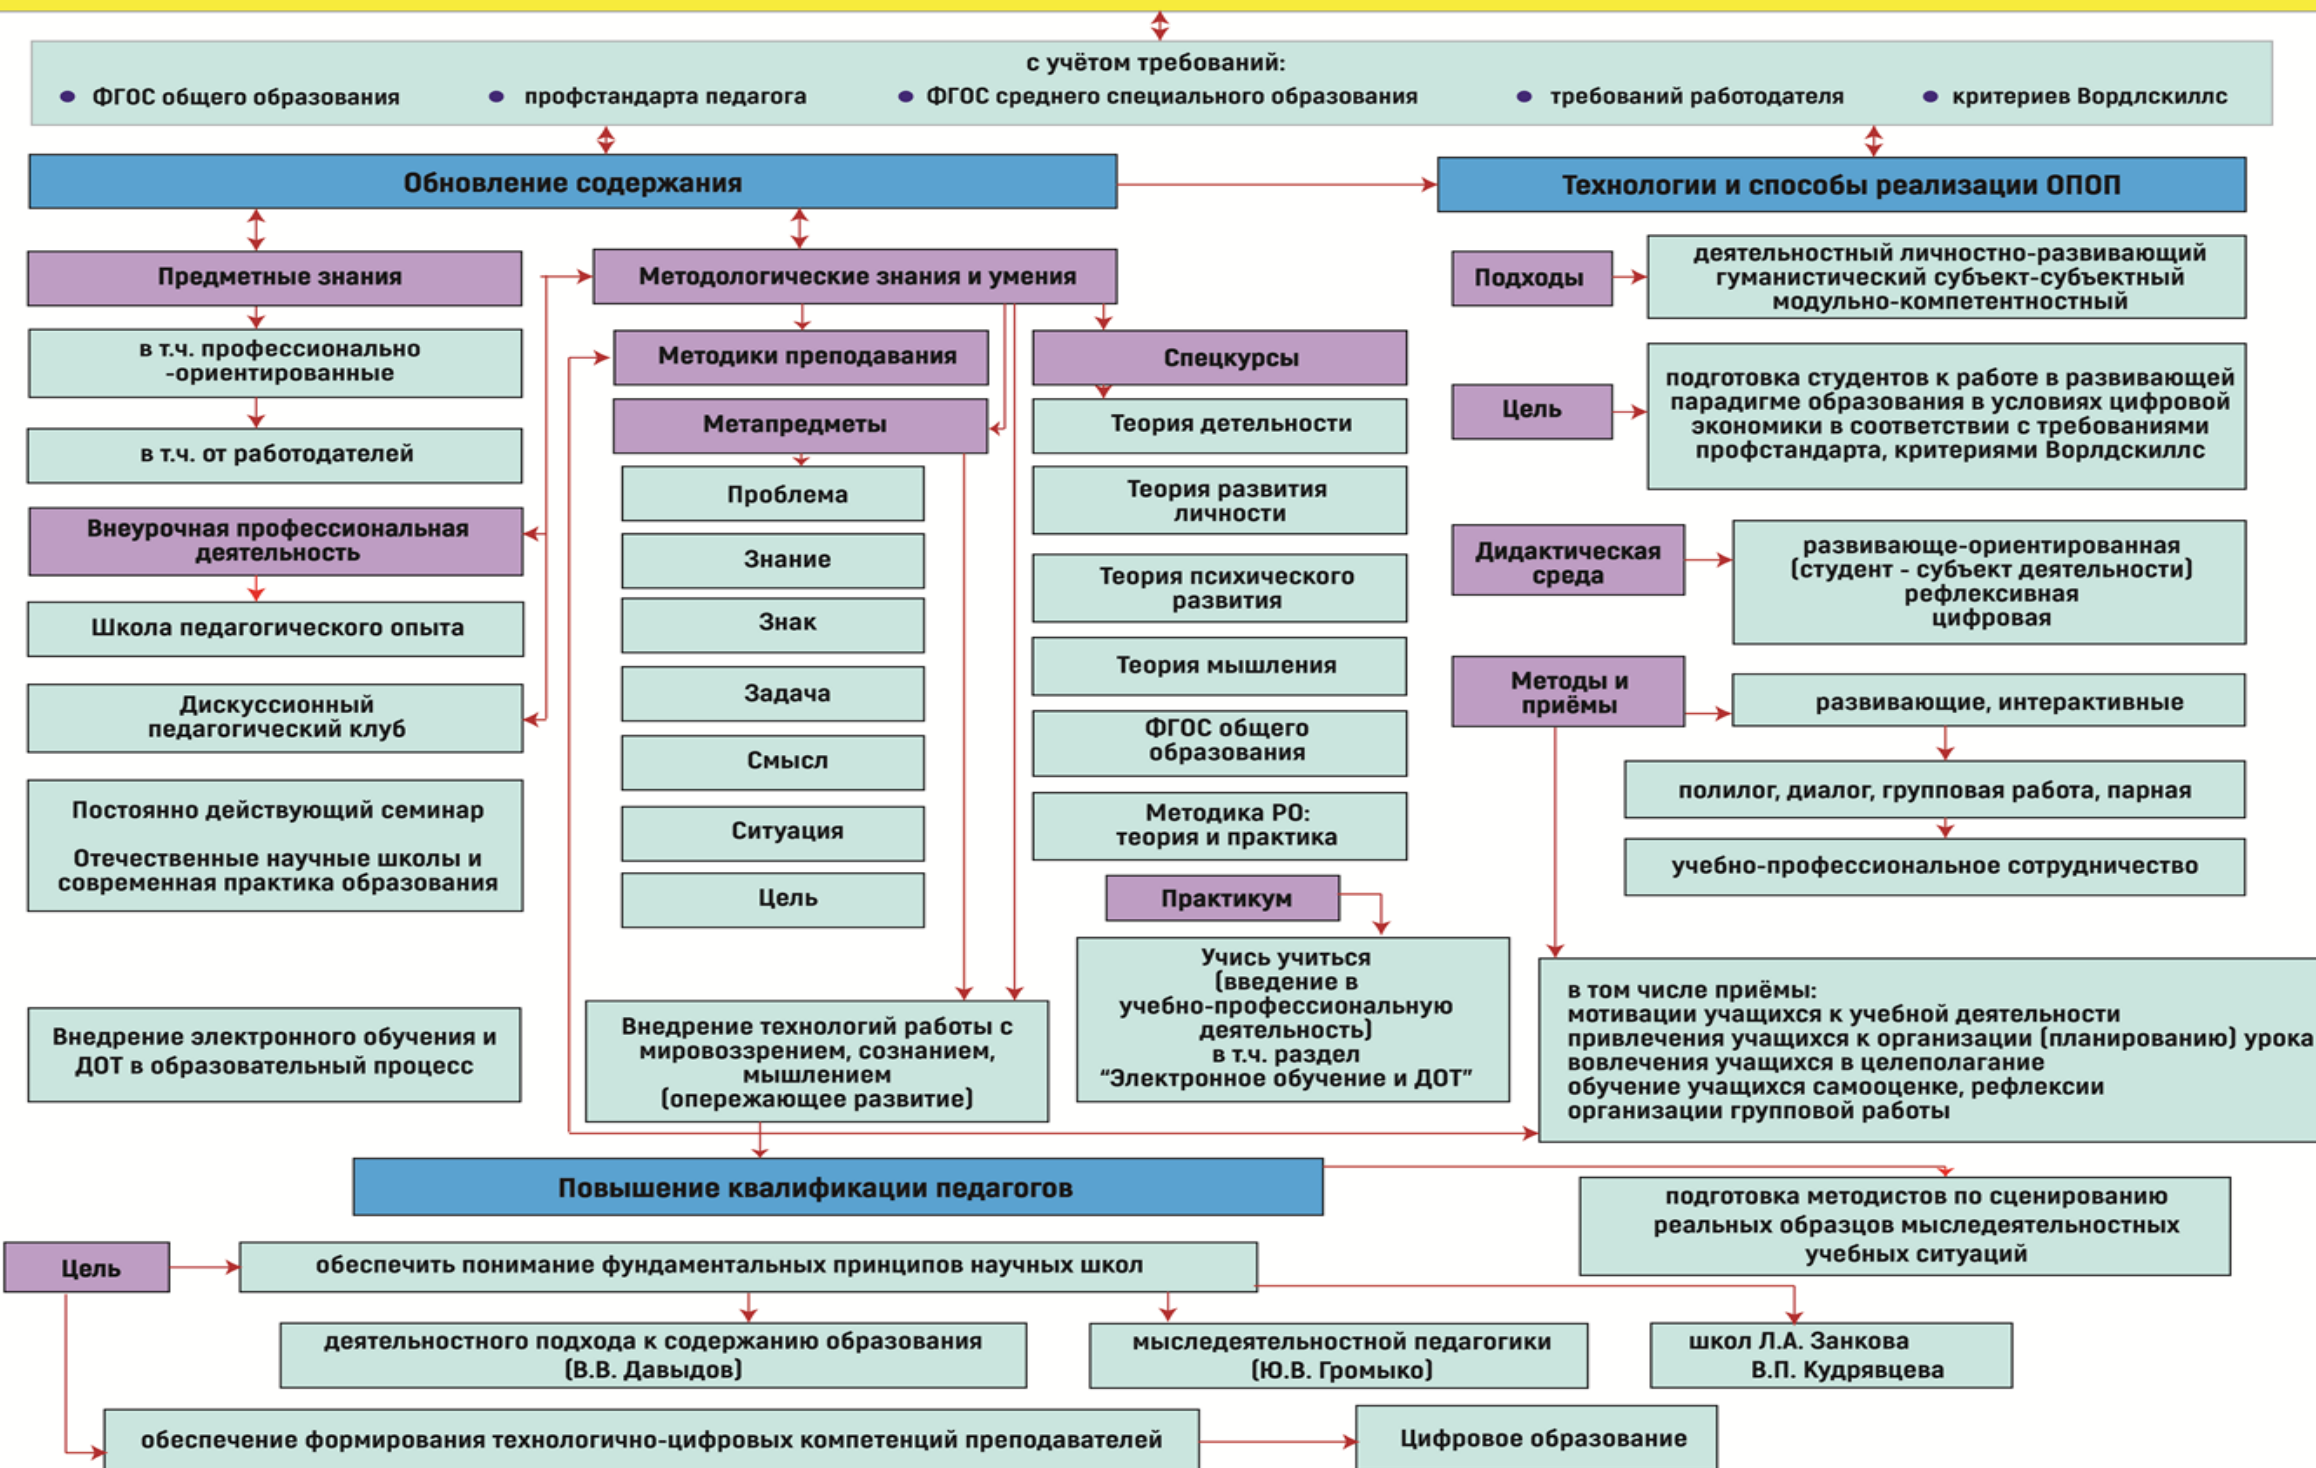 с учётом требований:
• ФГОС общего образования • профстандарта педагога • ФГОС среднего специального образования • требований работодателя • критериев Вордлскиллс
Обновление содержания
Технологии и способы реализации ОПОП
Предметные знания
в т.ч. профессионально
-ориентированные
в т.ч. от работодателей
Внеурочная профессиональная
деятельность
Школа педагогического опыта
Дискуссионный
педагогический клуб
Постоянно действующий семинар
Отечественные научные школы и
современная практика образования
Внедрение электронного обучения и
ДОТ в образовательный процесс
Методологические знания и умения
Методики преподавания
Метапредметы
Проблема
Знание
Знак
Задача
Смысл
Ситуация
Цель
Внедрение технологий работы с
мировоззрением, сознанием,
мышлением
(опережающее развитие)
Спецкурсы
Теория детельности
Теория развития
личности
Теория психического
развития
Теория мышления
ФГОС общего
образования
Методика РО:
теория и практика
Практикум
Учись учиться
(введение в
учебно-профессиональную
деятельность)
в т.ч. раздел
“Электронное обучение и ДОТ”
Подходы
деятельностный личностно-развивающий
гуманистический субъект-субъектный
модульно-компетентностный
Цель
подготовка студентов к работе в развивающей
парадигме образования в условиях цифровой
экономики в соответствии с требованиями
профстандарта, критериями Ворлдскиллс
Дидактическая
среда
развивающе-ориентированная
(студент - субъект деятельности)
рефлексивная
цифровая
Методы и
приёмы
развивающие, интерактивные
полилог, диалог, групповая работа, парная
учебно-профессиональное сотрудничество
в том числе приёмы:
мотивации учащихся к учебной деятельности
привлечения учащихся к организации (планированию) урока
вовлечения учащихся в целеполагание
обучение учащихся самооценке, рефлексии
организации групповой работы
Повышение квалификации педагогов
подготовка методистов по сценированию
реальных образцов мыследеятельностных
учебных ситуаций
Цель
обеспечить понимание фундаментальных принципов научных школ
деятельностного подхода к содержанию образования
(В.В. Давыдов)
мыследеятельностной педагогики
(Ю.В. Громыко)
школ Л.А. Занкова
В.П. Кудрявцева
обеспечение формирования технологично-цифровых компетенций преподавателей
Цифровое образование